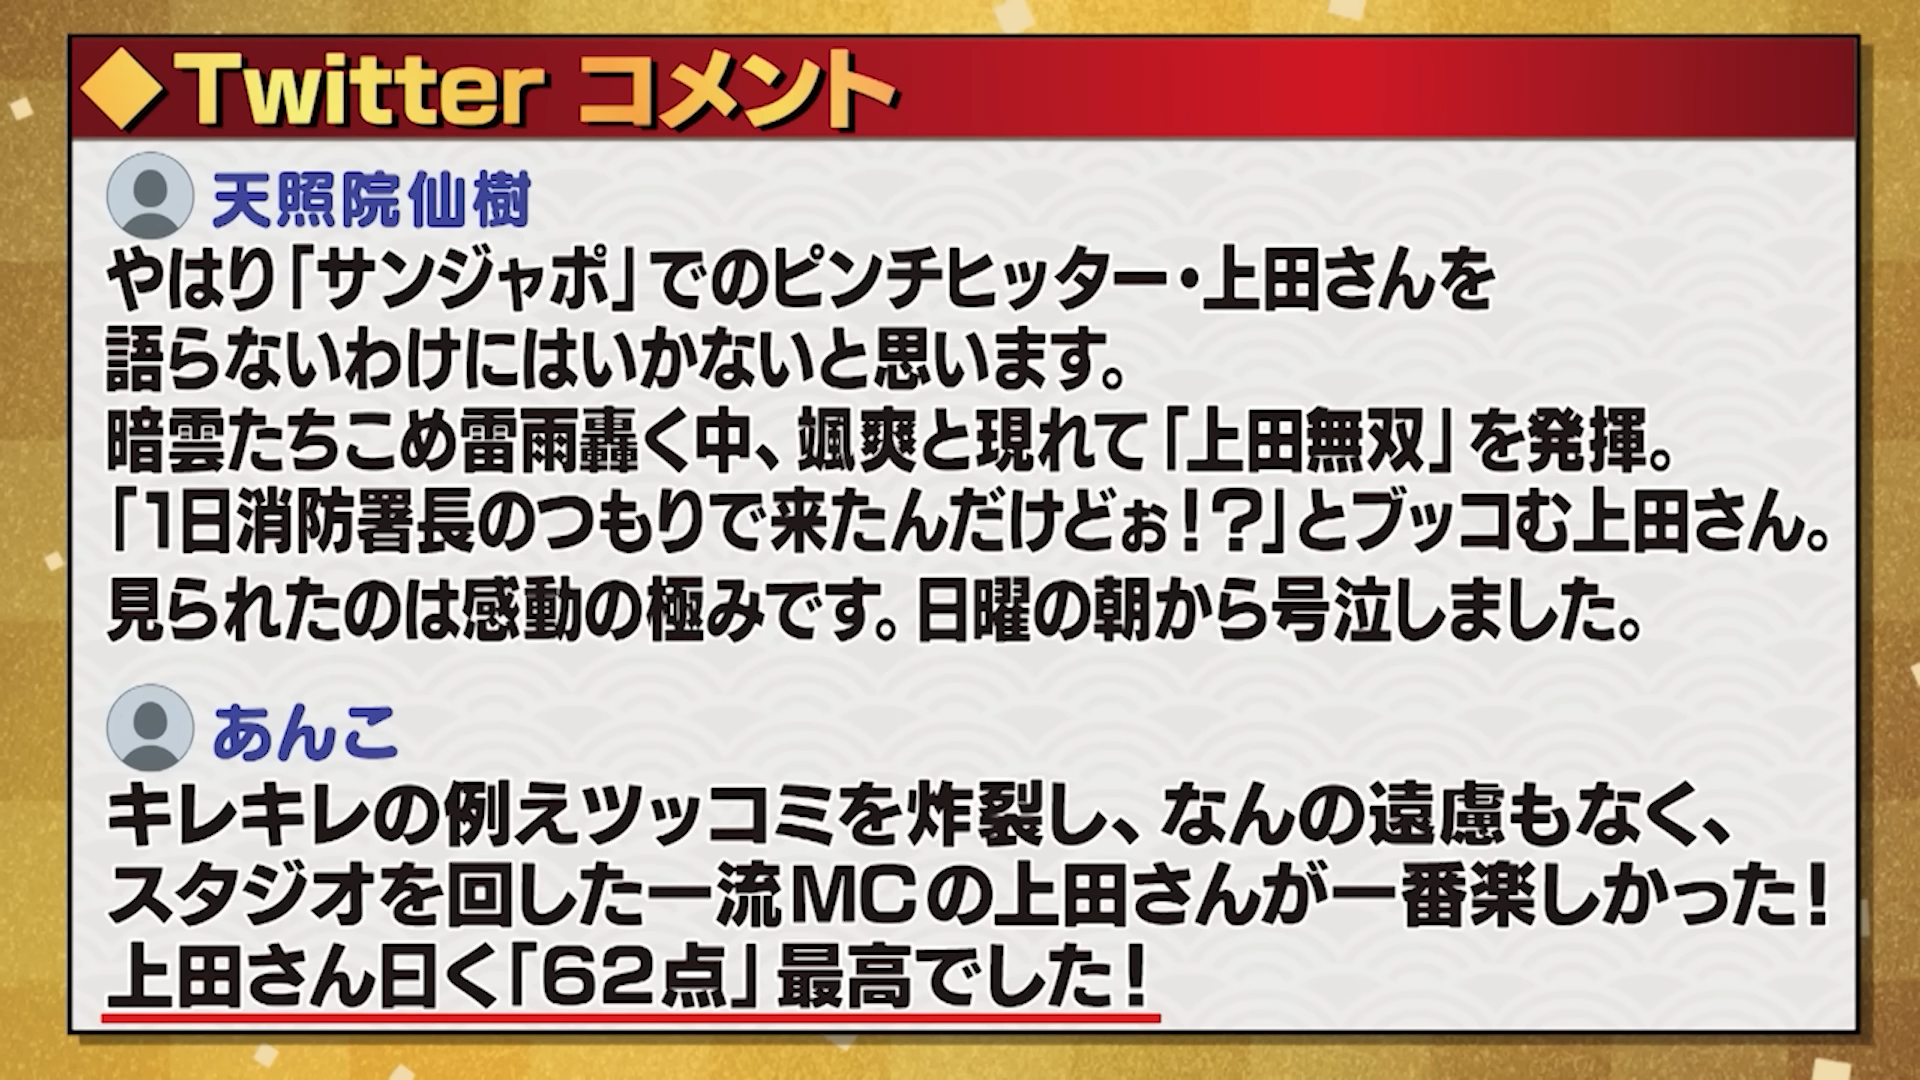 ◆Twitter コメント
天照院仙樹
やはり「サンジャポ」でのピンチヒッター・上田さんを
語らないわけにはいかないと思います。
暗雲たちこめ雷雨轟く中、颯爽と現れて「上田無双」を発揮。
「1日消防署長のつもりで来たんだけどぉ!?」とブッコむ上田さん。
見られたのは感動の極みです。日曜の朝から号泣しました。
あんこ
キレキレの例えツッコミを炸裂し、なんの遠慮もなく、
スタジオを回した一流MCの上田さんが一番楽しかった!
上田さん曰く「62点」最高でした!